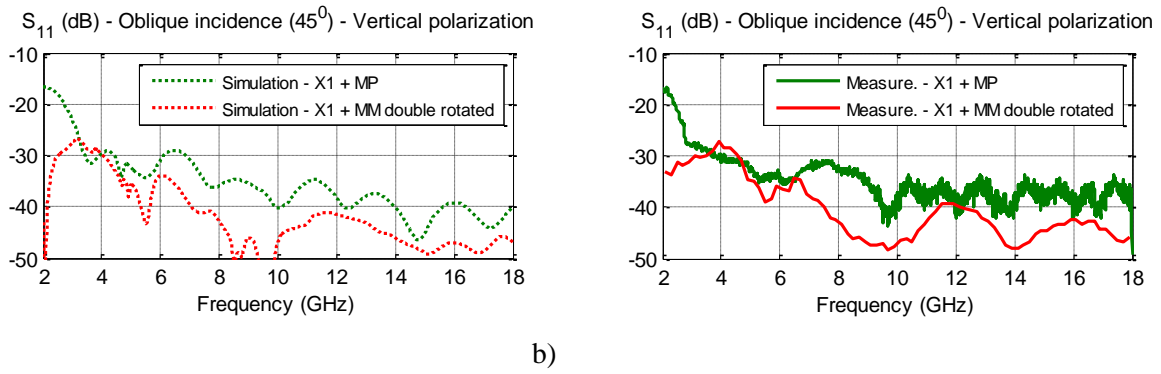 S11 (dB) - Oblique incidence (45⁰) - Vertical polarization
-10
-20
-30
-40
-50
2 4 6 8 10 12 14 16 18
Frequency (GHz)
Simulation - X1 + MP
Simulation - X1 + MM double rotated
S11 (dB) - Oblique incidence (45⁰) - Vertical polarization
-10
-20
-30
-40
-50
2 4 6 8 10 12 14 16 18
Frequency (GHz)
Measure. - X1 + MP
Measure. - X1 + MM double rotated
b)